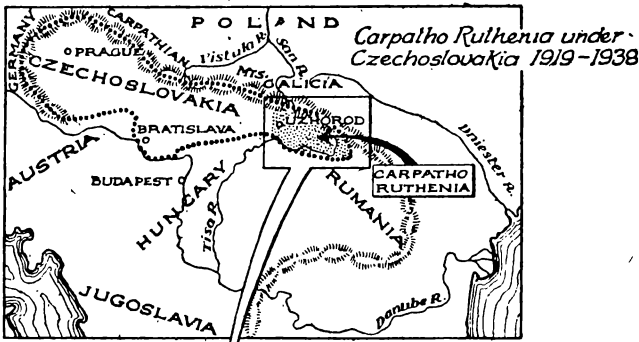 Carpatho Ruthenia under
Czechoslovakia 1919-1938
POLAND
GERMANY
CARPATHIAN
MTS.
PRAGUE
Vistula R.
San R.
CZECHOSLOVAKIA
GALICIA
UZHOROD
BRATISLAVA
Dniester R.
AUSTRIA
BUDAPEST
CARPATHO
RUTHENIA
HUNGARY
Tisa R.
RUMANIA
JUGOSLAVIA
Danube R.